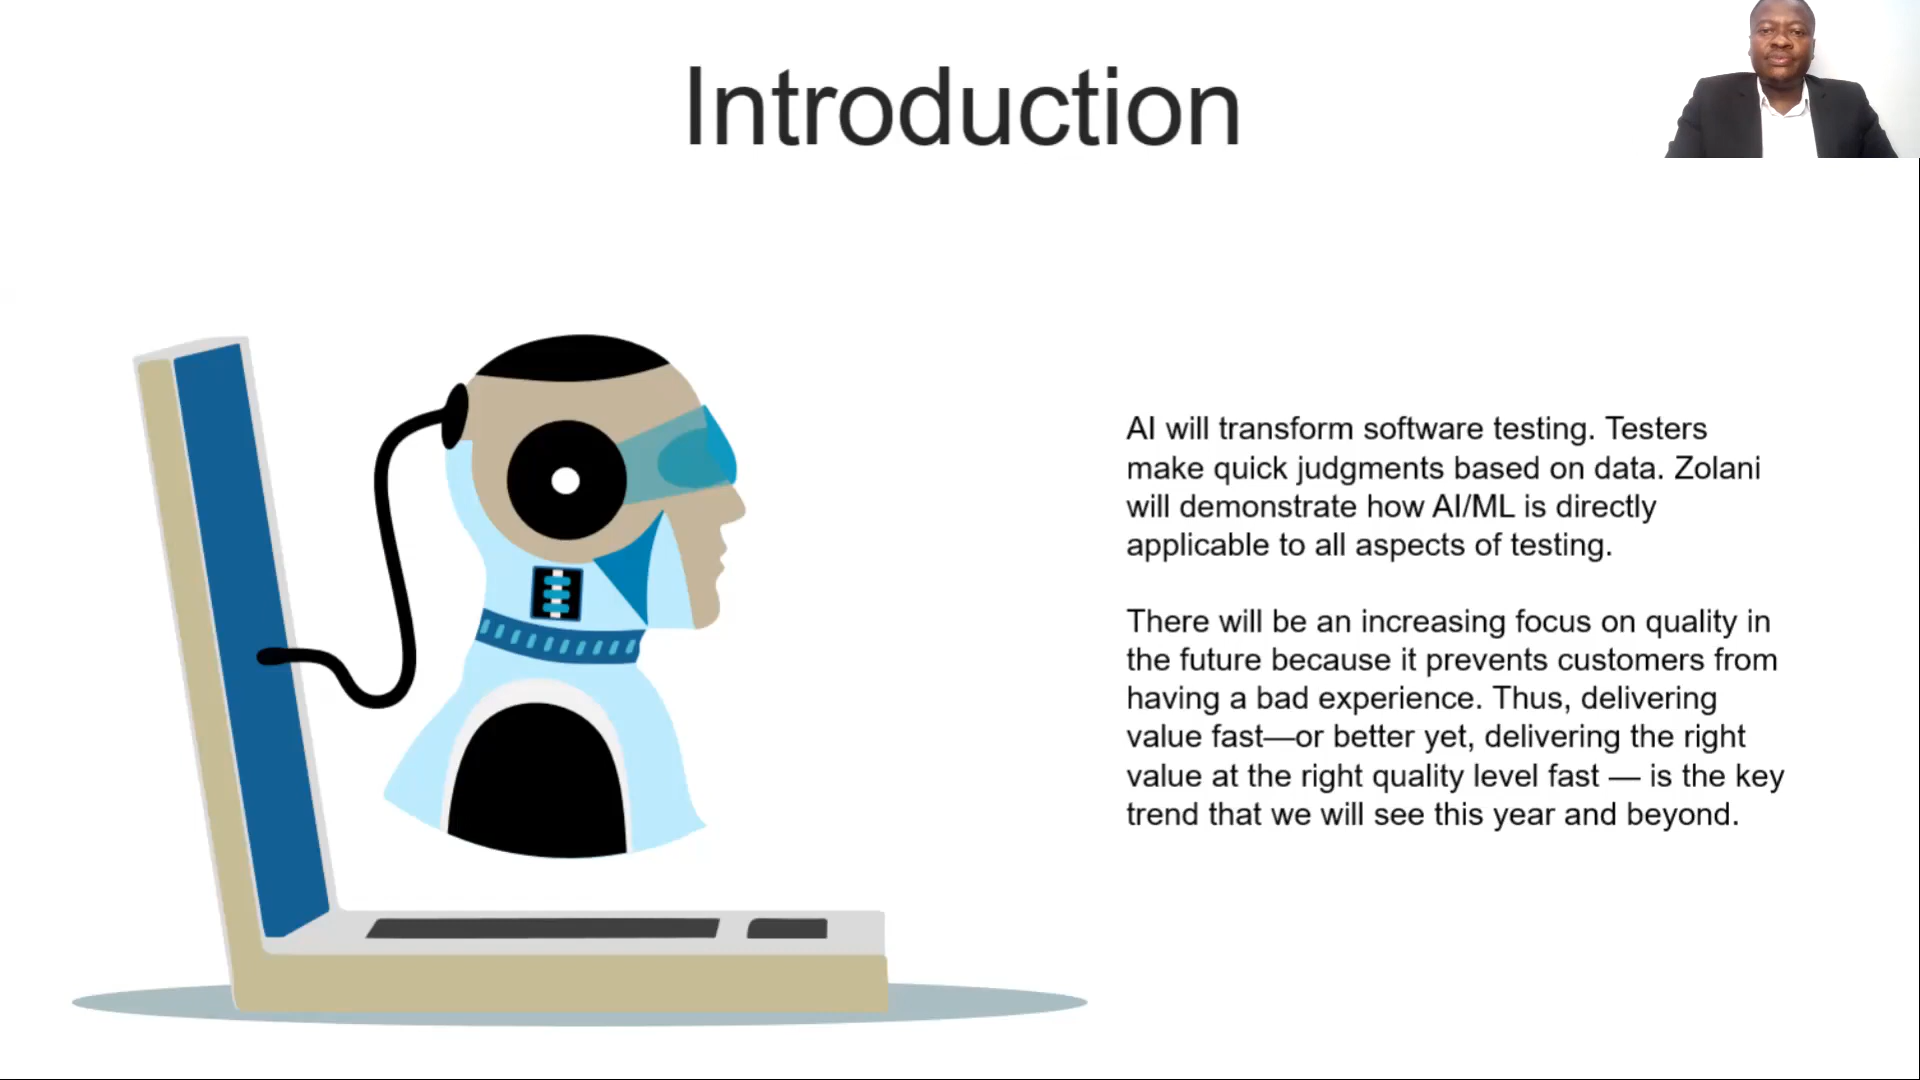 Introduction
AI will transform software testing. Testers
make quick judgments based on data. Zolani
will demonstrate how AI/ML is directly
applicable to all aspects of testing.
There will be an increasing focus on quality in
the future because it prevents customers from
having a bad experience. Thus, delivering
value fast—or better yet, delivering the right
value at the right quality level fast — is the key
trend that we will see this year and beyond.